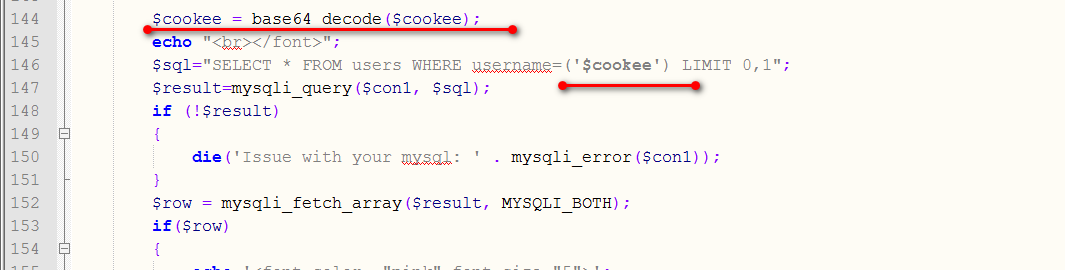 144 $cookee = base64_decode($cookee);
145 echo "<br></font>";
146 $sql="SELECT * FROM users WHERE username=('$cookee') LIMIT 0,1";
147 $result=mysqli_query($con1, $sql);
148 if (!$result)
149 {
150 die('Issue with your mysql: ' . mysqli_error($con1));
151 }
152 $row = mysqli_fetch_array($result, MYSQLI_BOTH);
153 if($row)
154 {